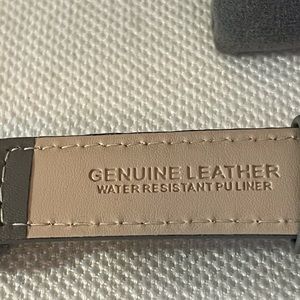 GENUINE LEATHER
WATER RESISTANT PU LINER